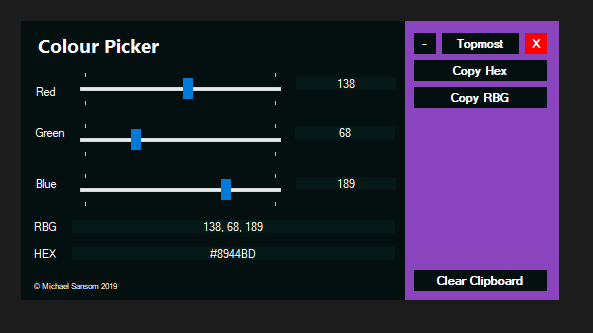 Colour Picker
- Topmost X
Red 138
Copy Hex
Copy RBG
Green 68
Blue 189
RBG 138, 68, 189
HEX #8944BD
Clear Clipboard
© Michael Sansom 2019